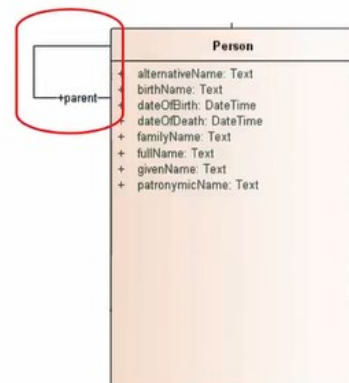 Person
+parent
+ alternativeName: Text
+ birthName: Text
+ dateOfBirth: DateTime
+ dateOfDeath: DateTime
+ familyName: Text
+ fullName: Text
+ givenName: Text
+ patronymicName: Text